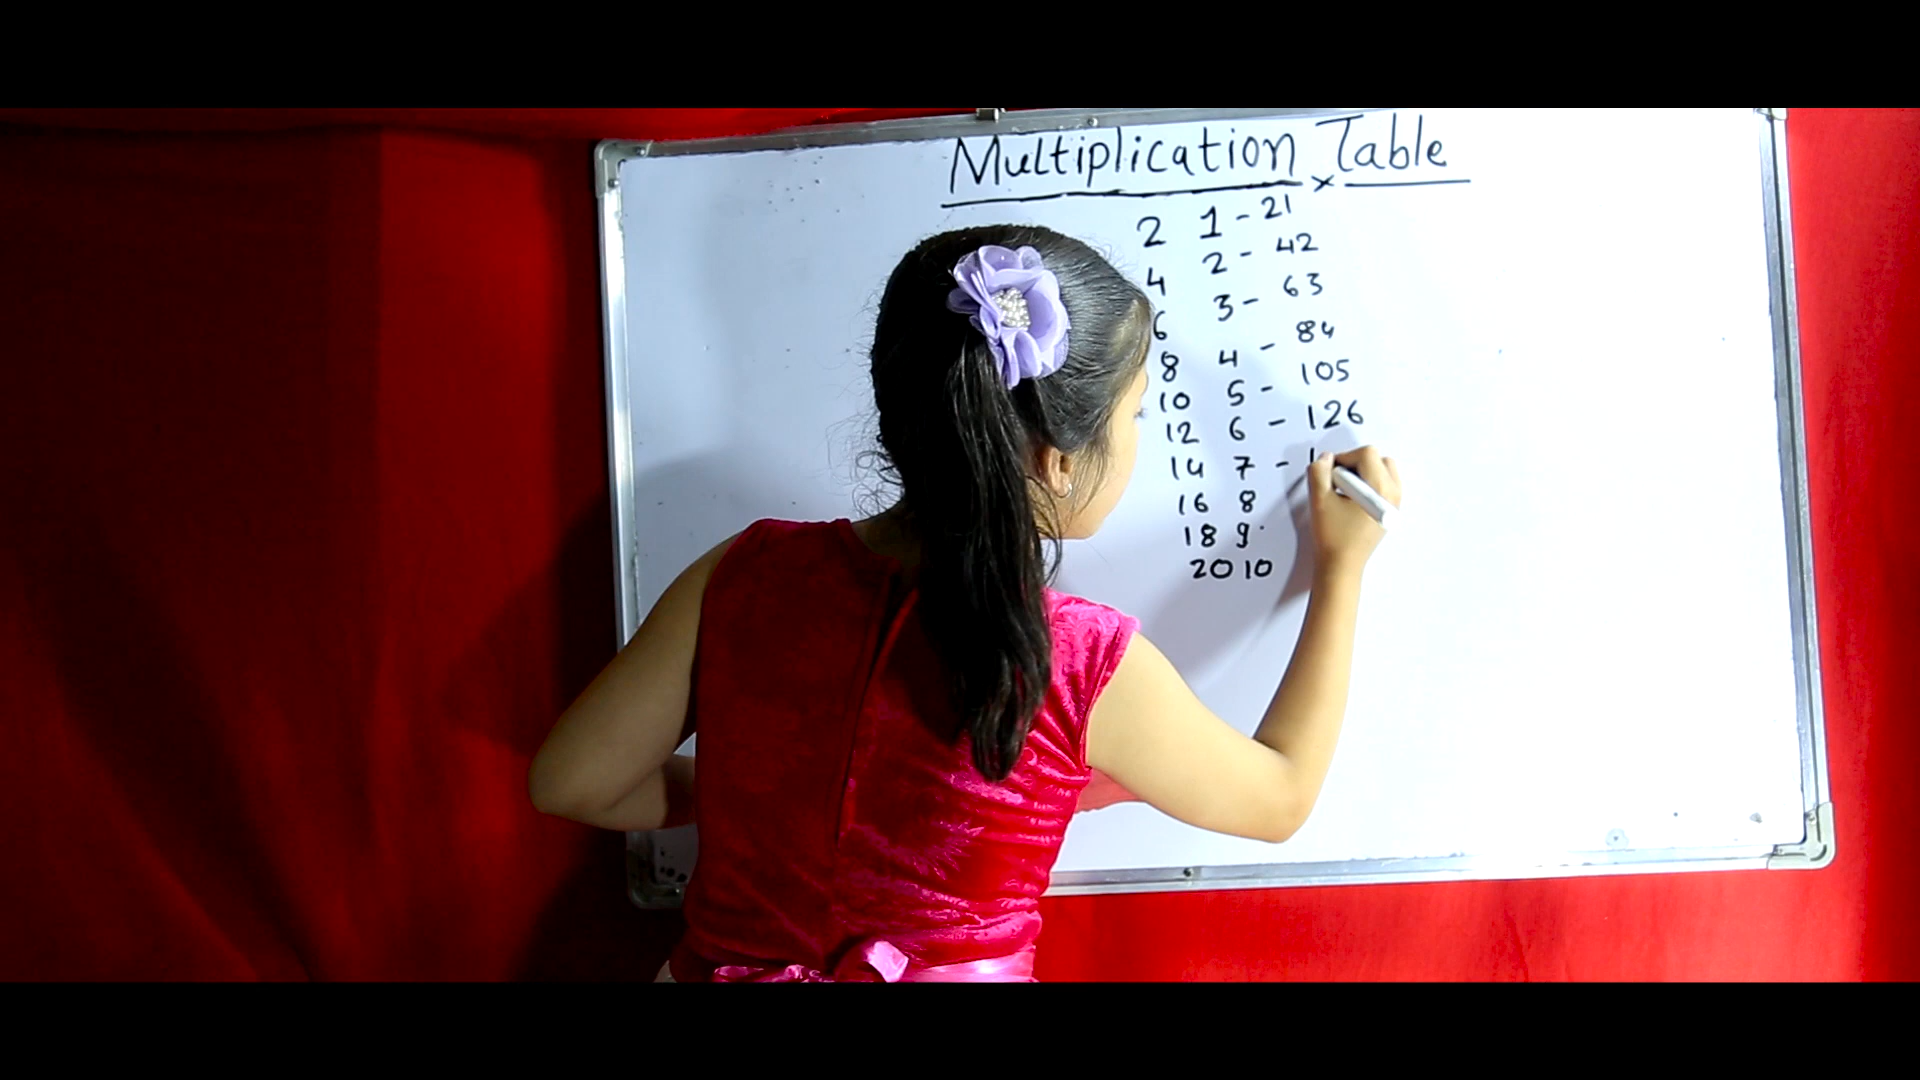 Multiplication × Table
2 1 - 21
4 2 - 42
6 3 - 63
8 4 - 84
10 5 - 105
12 6 - 126
14 7 - 1
16 8
18 9
20 10